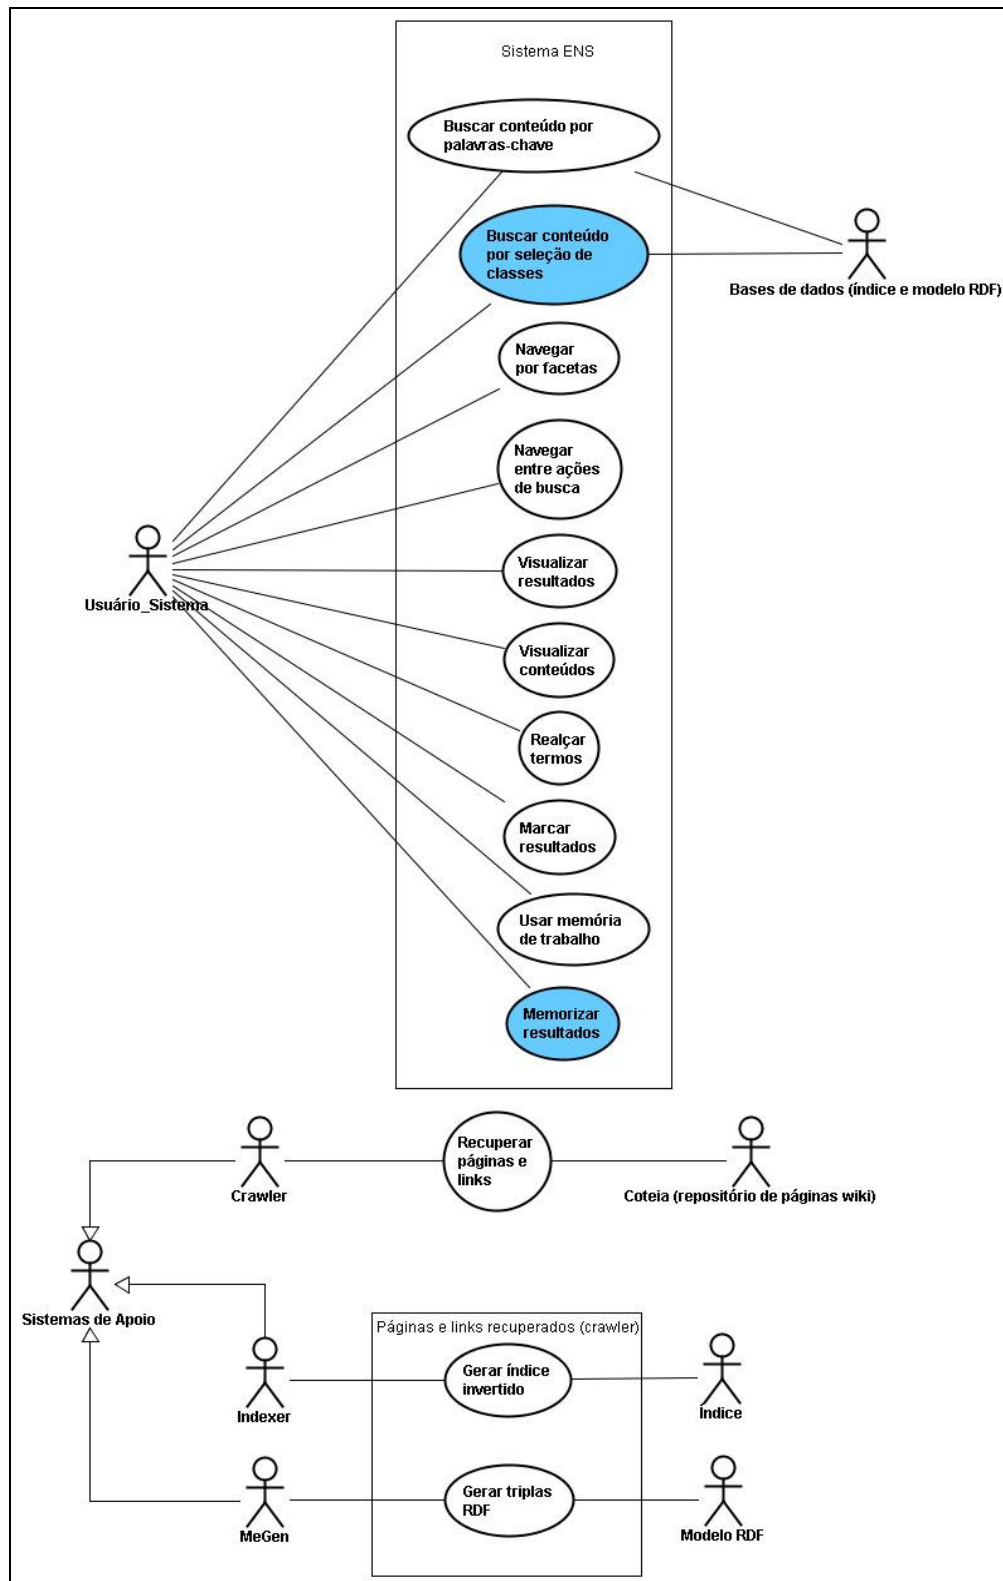 Sistema ENS
Buscar conteúdo por
palavras-chave
Buscar conteúdo
por seleção de
classes
Bases de dados (índice e modelo RDF)
Navegar
por facetas
Navegar
entre ações
de busca
Usuário_Sistema
Visualizar
resultados
Visualizar
conteúdos
Realçar
termos
Marcar
resultados
Usar memória
de trabalho
Memorizar
resultados
Crawler
Recuperar
páginas e
links
Coteia (repositório de páginas wiki)
Sistemas de Apoio
Páginas e links recuperados (crawler)
Indexer
Gerar índice
invertido
Índice
MeGen
Gerar triplas
RDF
Modelo RDF